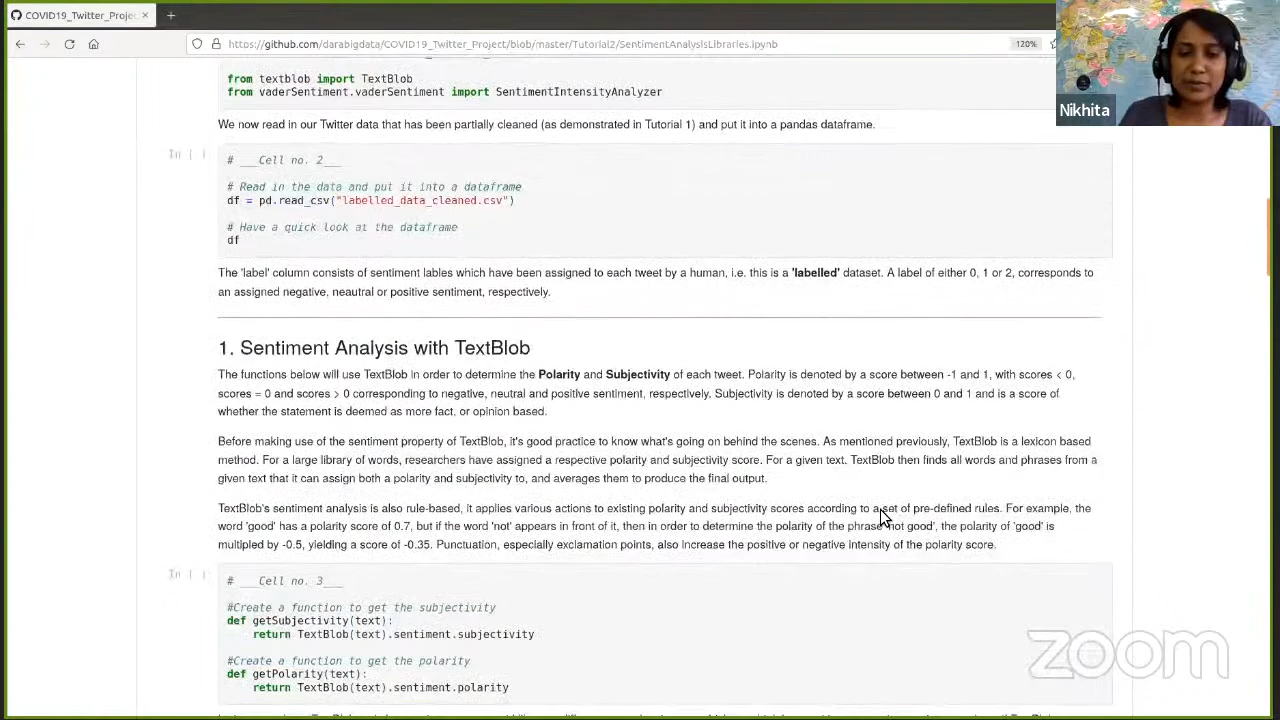 COVID19_Twitter_Projec
https://github.com/darabigdata/COVID19_Twitter_Project/blob/master/Tutorial2/SentimentAnalysisLibraries.ipynb
120%
Nikhita
from textblob import TextBlob
from vaderSentiment.vaderSentiment import SentimentIntensityAnalyzer
We now read in our Twitter data that has been partially cleaned (as demonstrated in Tutorial 1) and put it into a pandas dataframe.
In [ ]
# ___Cell no. 2___
# Read in the data and put it into a dataframe
df = pd.read_csv("labelled_data_cleaned.csv")
# Have a quick look at the dataframe
df
The 'label' column consists of sentiment lables which have been assigned to each tweet by a human, i.e. this is a 'labelled' dataset. A label of either 0, 1 or 2, corresponds to
an assigned negative, neautral or positive sentiment, respectively.
1. Sentiment Analysis with TextBlob
The functions below will use TextBlob in order to determine the Polarity and Subjectivity of each tweet. Polarity is denoted by a score between -1 and 1, with scores < 0,
scores = 0 and scores > 0 corresponding to negative, neutral and positive sentiment, respectively. Subjectivity is denoted by a score between 0 and 1 and is a score of
whether the statement is deemed as more fact, or opinion based.
Before making use of the sentiment property of TextBlob, it's good practice to know what's going on behind the scenes. As mentioned previously, TextBlob is a lexicon based
method. For a large library of words, researchers have assigned a respective polarity and subjectivity score. For a given text. TextBlob then finds all words and phrases from a
given text that it can assign both a polarity and subjectivity to, and averages them to produce the final output.
TextBlob's sentiment analysis is also rule-based, it applies various actions to existing polarity and subjectivity scores according to a set of pre-defined rules. For example, the
word 'good' has a polarity score of 0.7, but if the word 'not' appears in front of it, then in order to determine the polarity of the phrase 'not good', the polarity of 'good' is
multipled by -0.5, yielding a score of -0.35. Punctuation, especially exclamation points, also increase the positive or negative intensity of the polarity score.
In [ ]
# ___Cell no. 3___
#Create a function to get the subjectivity
def getSubjectivity(text):
return TextBlob(text).sentiment.subjectivity
#Create a function to get the polarity
def getPolarity(text):
return TextBlob(text).sentiment.polarity
zoom